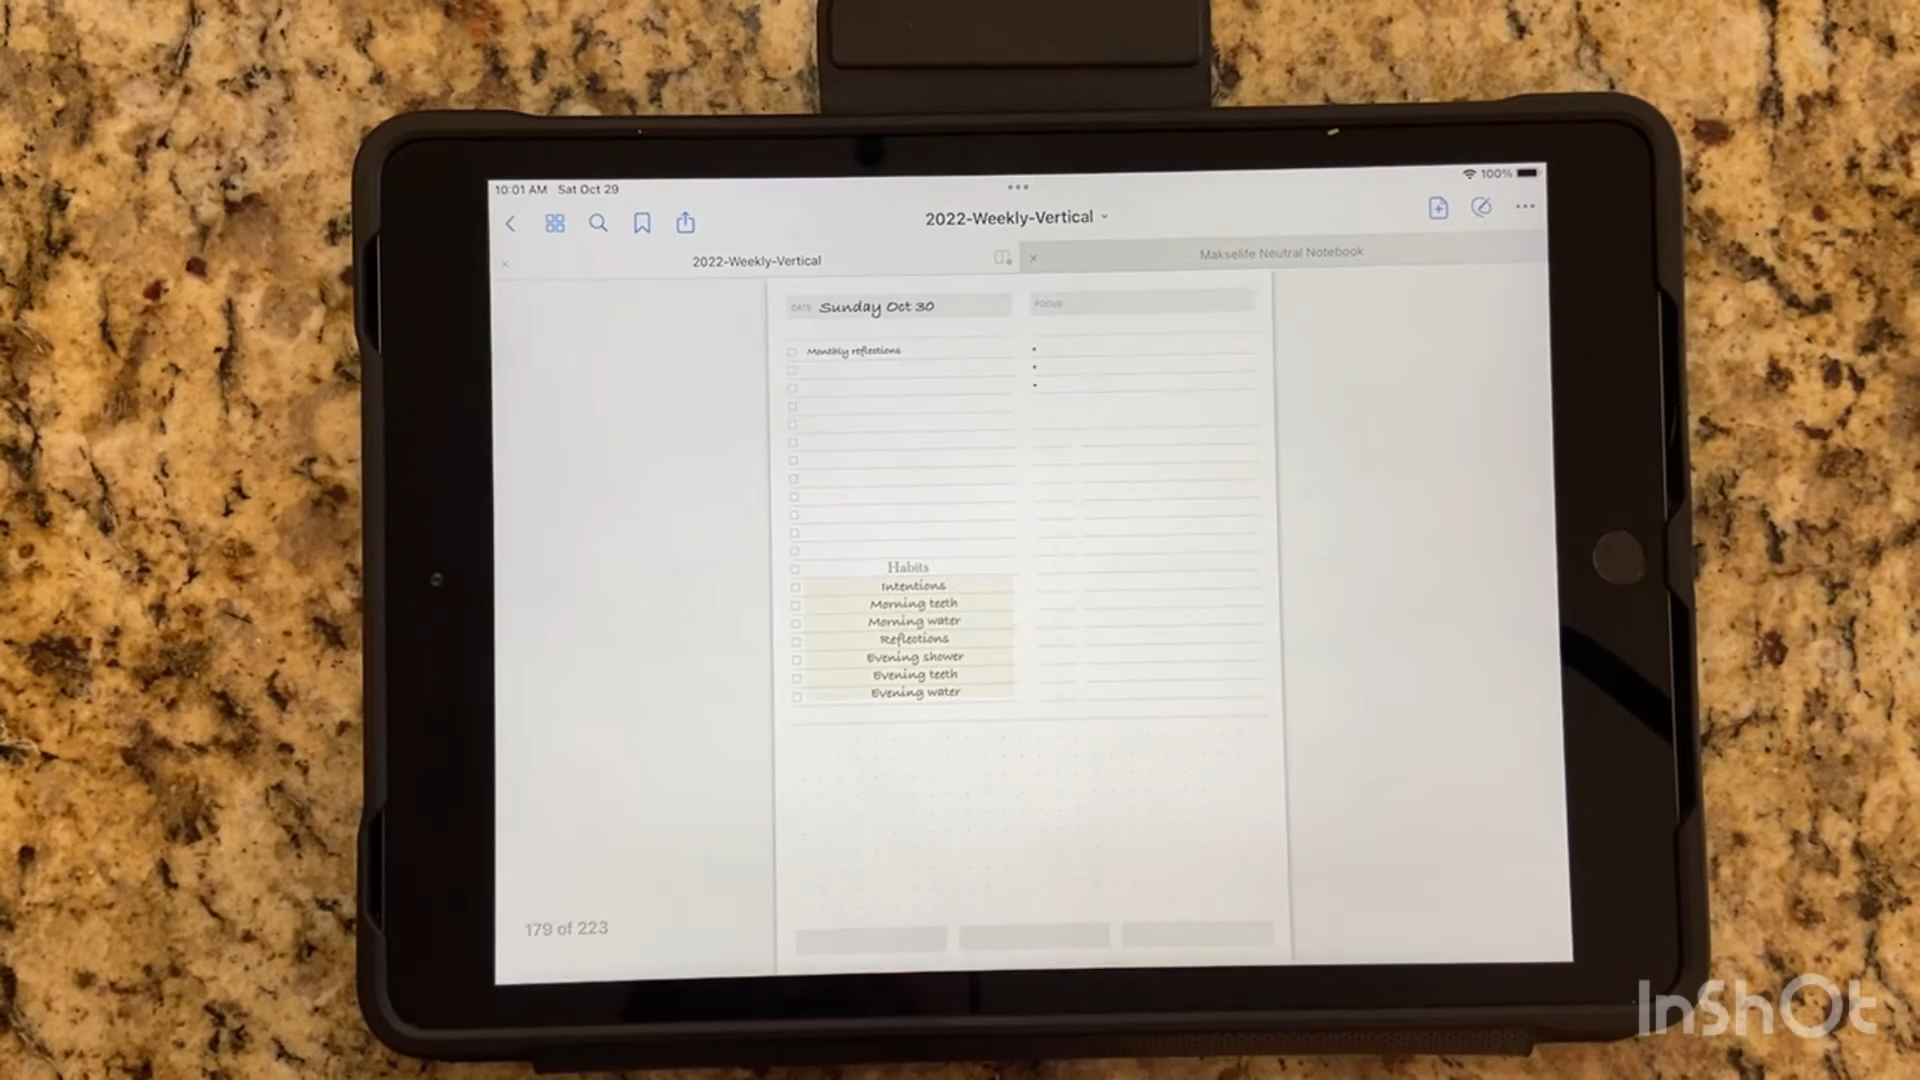 10:01 AM Sat Oct 29
100%
2022-Weekly-Vertical
2022-Weekly-Vertical
Makselife Neutral Notebook
DATE Sunday Oct 30
FOCUS
Monthly reflections
Habits
Intentions
Morning teeth
Morning water
Reflections
Evening shower
Evening teeth
Evening water
179 of 223
InShOt